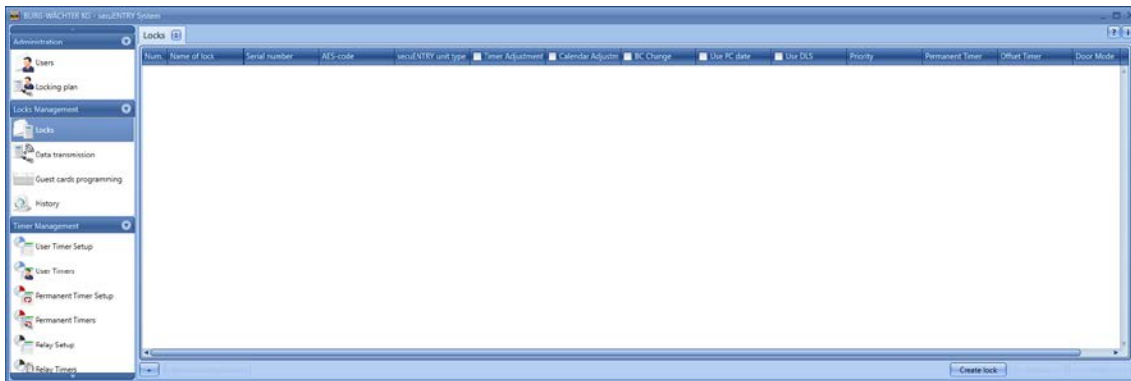 BURG-WÄCHTER KG - secuENTRY System
Administration
Users
Locking plan
Locks Management
Locks
Data transmission
Guest cards programming
History
Timer Management
User Timer Setup
User Timers
Permanent Timer Setup
Permanent Timers
Relay Setup
Relay Timers
Locks
Num. Name of lock Serial number AES-code secuENTRY unit type Timer Adjustment Calendar Adjustm BC Change Use PC date Use DLS Priority Permanent Timer Offset Timer Door Mode
Create lock